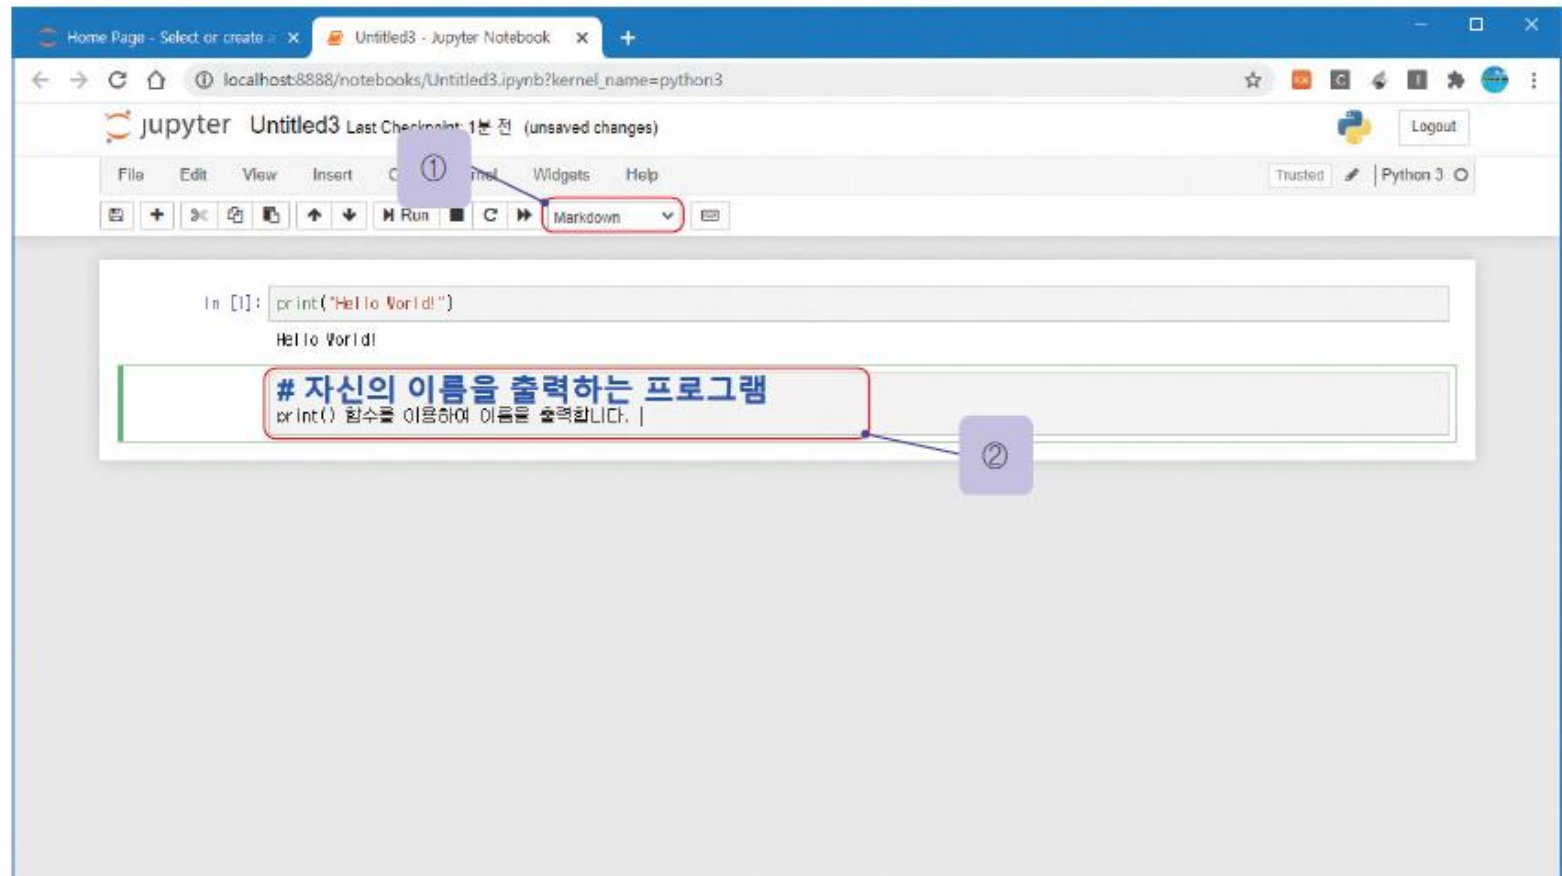 Home Page - Select or create a
Untitled3 - Jupyter Notebook
localhost:8888/notebooks/Untitled3.ipynb?kernel_name=python3
jupyter Untitled3 Last Checkpoint: 1분 전 (unsaved changes)
Logout
①
File Edit View Insert Widgets Help
Trusted Python 3
Run Markdown
In [1]: print("Hello World!")
Hello World!
# 자신의 이름을 출력하는 프로그램
print() 함수를 이용하여 이름을 출력합니다.
②